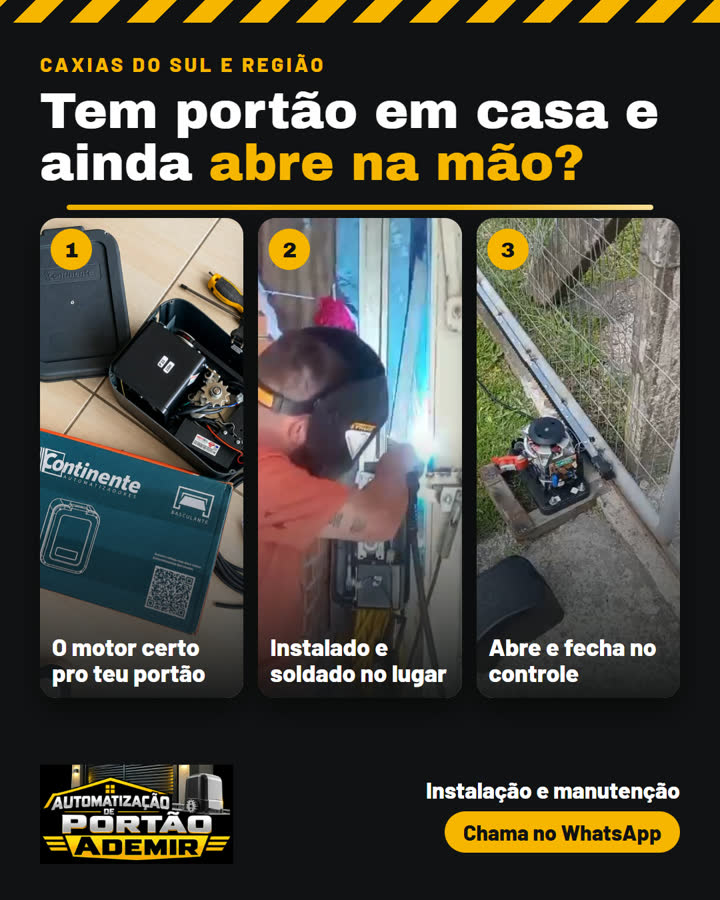 CAXIAS DO SUL E REGIÃO
Tem portão em casa e
ainda abre na mão?
1
2
3
Continente
AUTOMATIZADORES
BASCULANTE
O motor certo
pro teu portão
Instalado e
soldado no lugar
Abre e fecha no
controle
AUTOMATIZAÇÃO
DE
PORTÃO
ADEMIR
Instalação e manutenção
Chama no WhatsApp